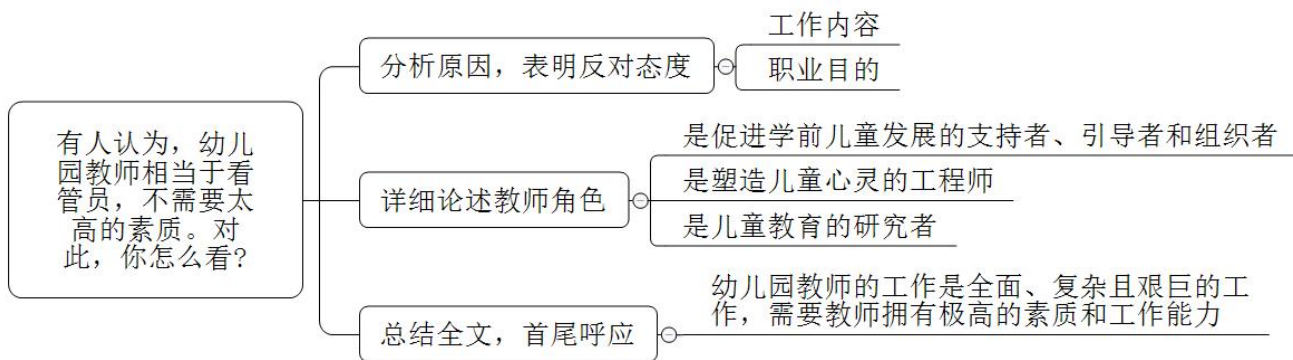 有人认为，幼儿
园教师相当于看
管员，不需要太
高的素质。对
此，你怎么看?
分析原因，表明反对态度
工作内容
职业目的
详细论述教师角色
是促进学前儿童发展的支持者、引导者和组织者
是塑造儿童心灵的工程师
是儿童教育的研究者
总结全文，首尾呼应
幼儿园教师的工作是全面、复杂且艰巨的工
作，需要教师拥有极高的素质和工作能力